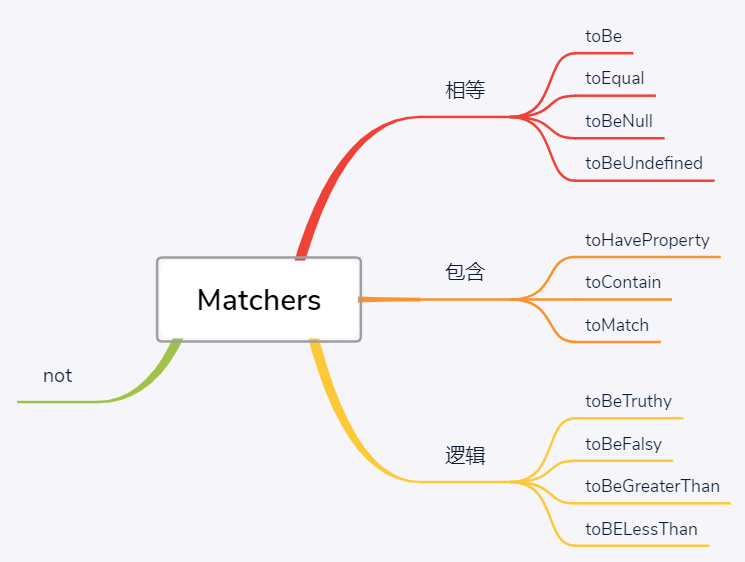 Matchers
相等
toBe
toEqual
toBeNull
toBeUndefined
包含
toHaveProperty
toContain
toMatch
逻辑
toBeTruthy
toBeFalsy
toBeGreaterThan
toBELessThan
not